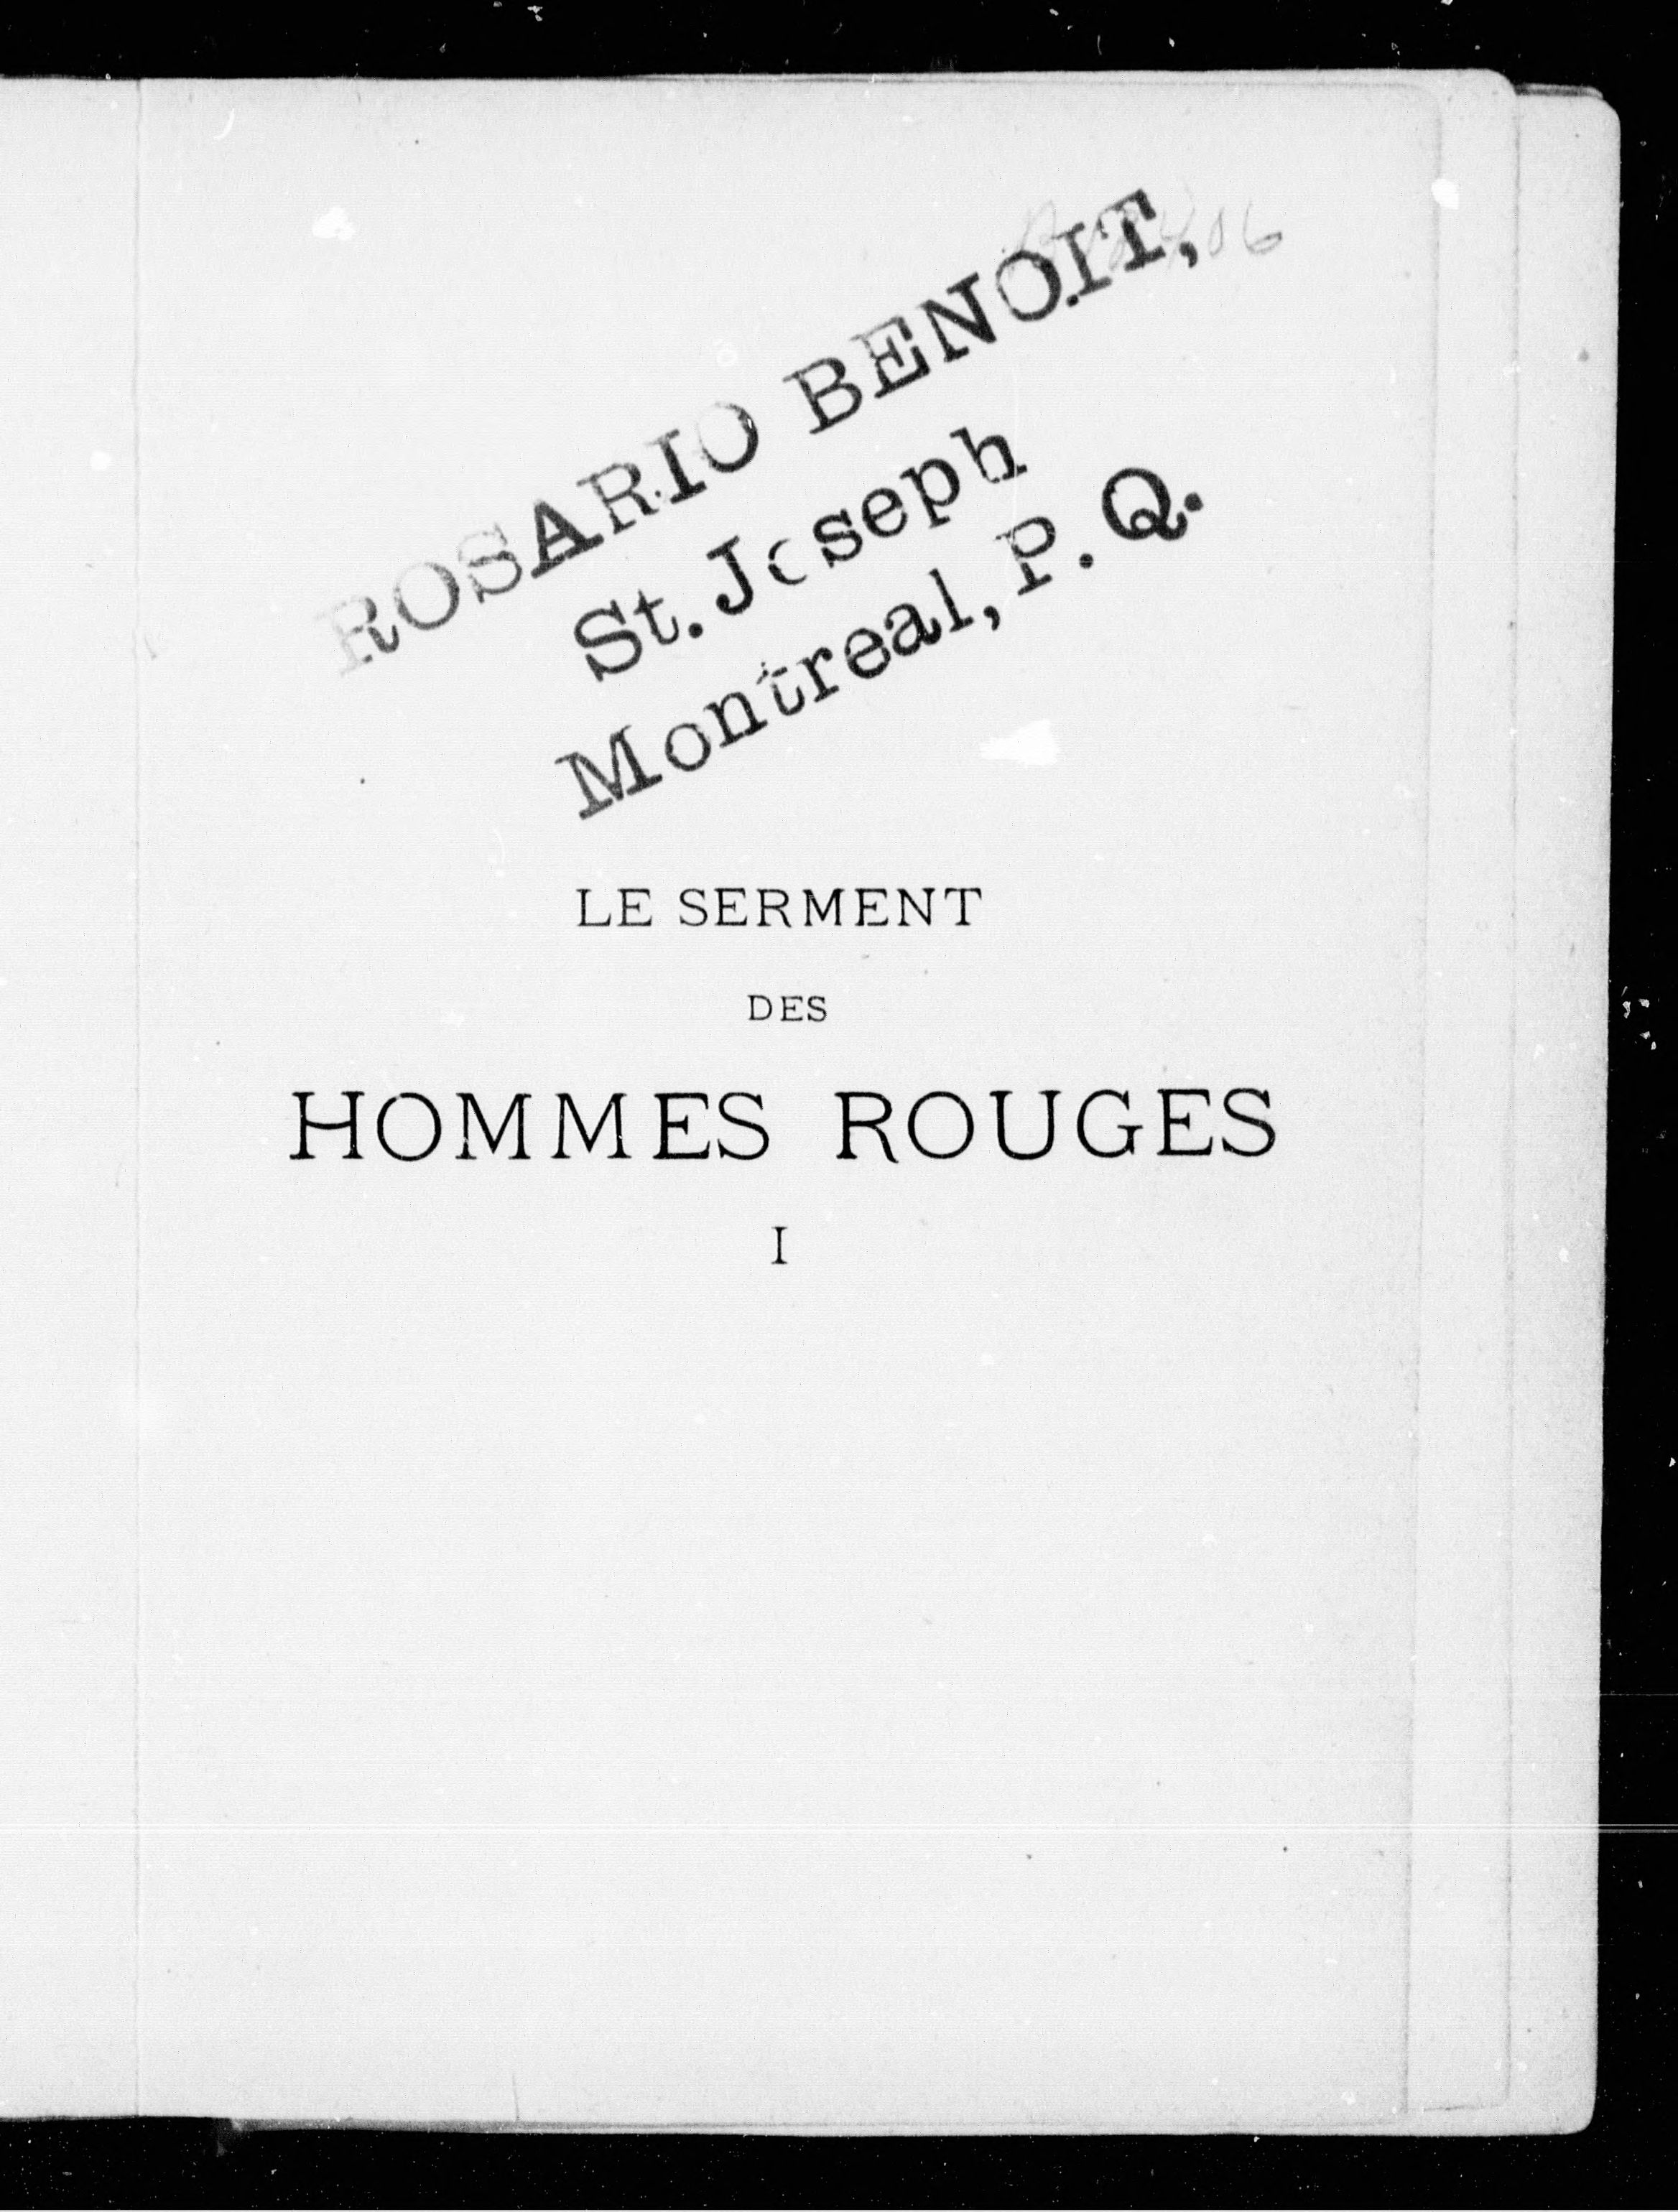 ROSARIO BENOIT,
St. Joseph
Montreal, P. Q.
LE SERMENT
DES
HOMMES ROUGES
I